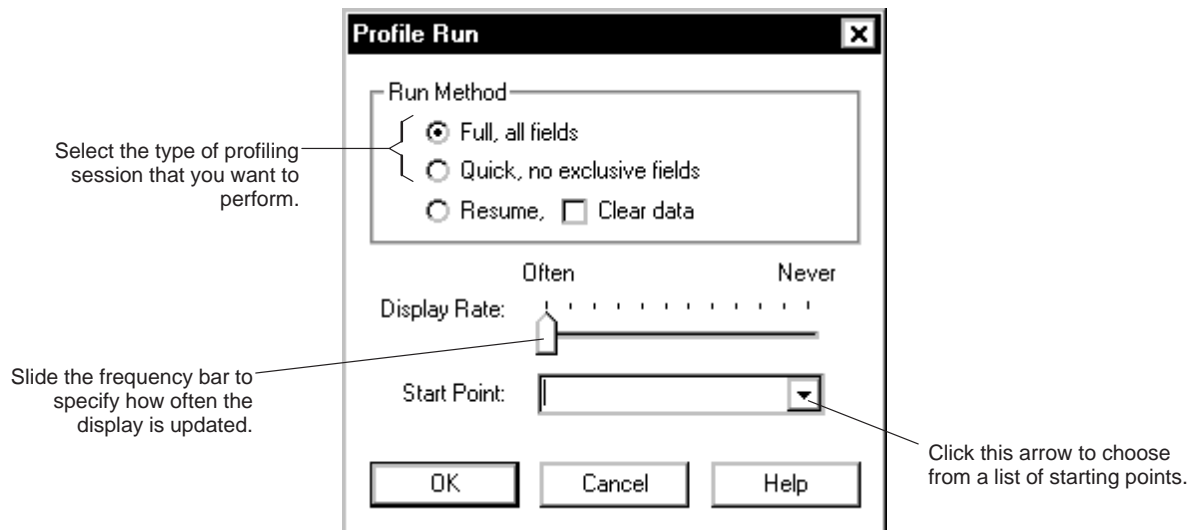 Profile Run
Run Method
Full, all fields
Quick, no exclusive fields
Resume, Clear data
Select the type of profiling
session that you want to
perform.
Often Never
Display Rate:
Slide the frequency bar to
specify how often the
display is updated.
Start Point:
Click this arrow to choose
from a list of starting points.
OK Cancel Help